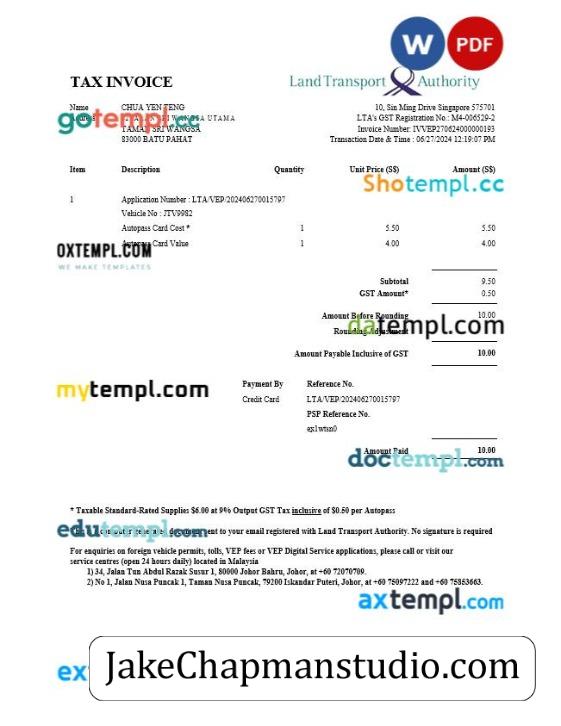 W PDF
TAX INVOICE
Land Transport Authority
Name CHUA YEN TENG
10, Sin Ming Drive Singapore 575701
gotempl.cc
UTAMA
LTA's GST Registration No.: M4-006529-2
TAMAN SRI WANGSA
Invoice Number: IVVEP270624000000193
83000 BATU PAHAT
Transaction Date & Time : 06/27/2024 12:19:07 PM
Item Description Quantity Unit Price (S$) Amount (S$)
Shotempl.cc
1 Application Number : LTA/VEP/202406270015797
Vehicle No : JTV9982
Autopass Card Cost * 1 5.50 5.50
OXTEMPL.COM
Card Value 1 4.00 4.00
WE MAKE TEMPLATES
Subtotal 9.50
GST Amount* 0.50
Amount Before Rounding 10.00
datempl.com
Rounding Adjustment
Amount Payable Inclusive of GST 10.00
mytempl.com
Payment By Reference No.
Credit Card LTA/VEP/202406270015797
PSP Reference No.
Amount Paid 10.00
doctempl.com
* Taxable Standard-Rated Supplies $6.00 at 9% Output GST Tax inclusive of $0.50 per Autopass
edutempl.com
sent to your email registered with Land Transport Authority. No signature is required
For enquiries on foreign vehicle permits, tolls, VEP fees or VEP Digital Service applications, please call or visit our
service centres (open 24 hours daily) located in Malaysia
1) 34, Jalan Tun Abdul Razak Susur 1, 80000 Johor Bahru, Johor, at +60 72070709.
2) No 1, Jalan Nusa Puncak 1, Taman Nusa Puncak, 79200 Iskandar Puteri, Johor, at +60 75097222 and +60 75853663.
axtempl.com
ex
JakeChapmanstudio.com